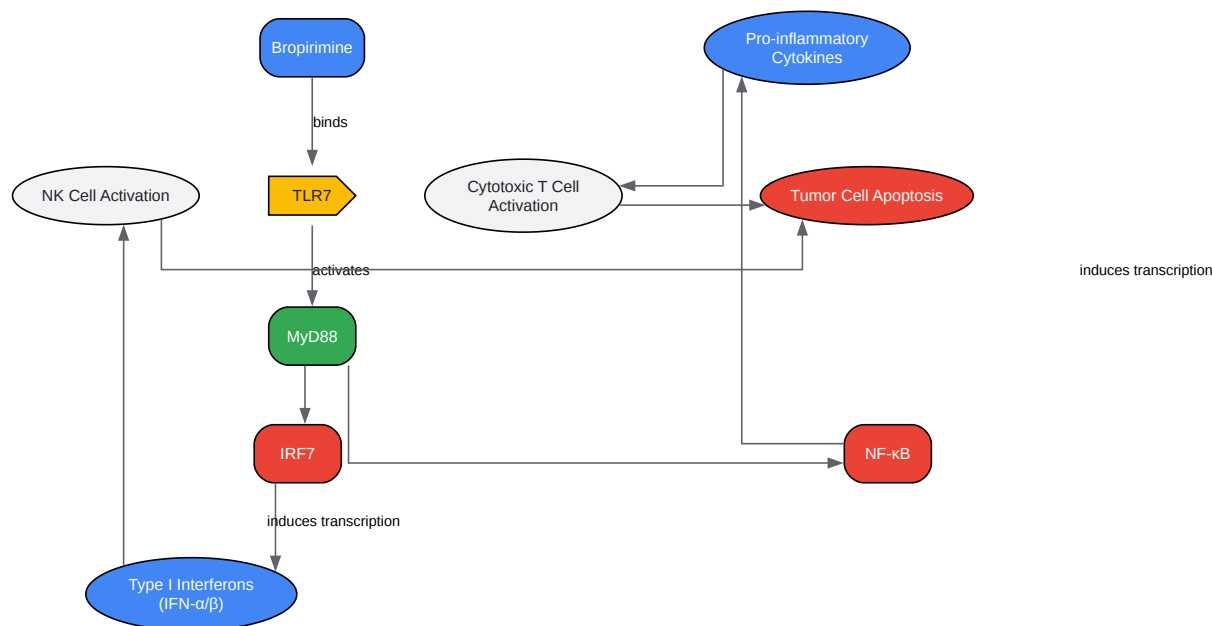 Bropirimine
Pro-inflammatory
Cytokines
binds
NK Cell Activation
TLR7
Cytotoxic T Cell
Activation
Tumor Cell Apoptosis
activates
induces transcription
MyD88
IRF7
NF-κB
induces transcription
Type I Interferons
(IFN-α/β)